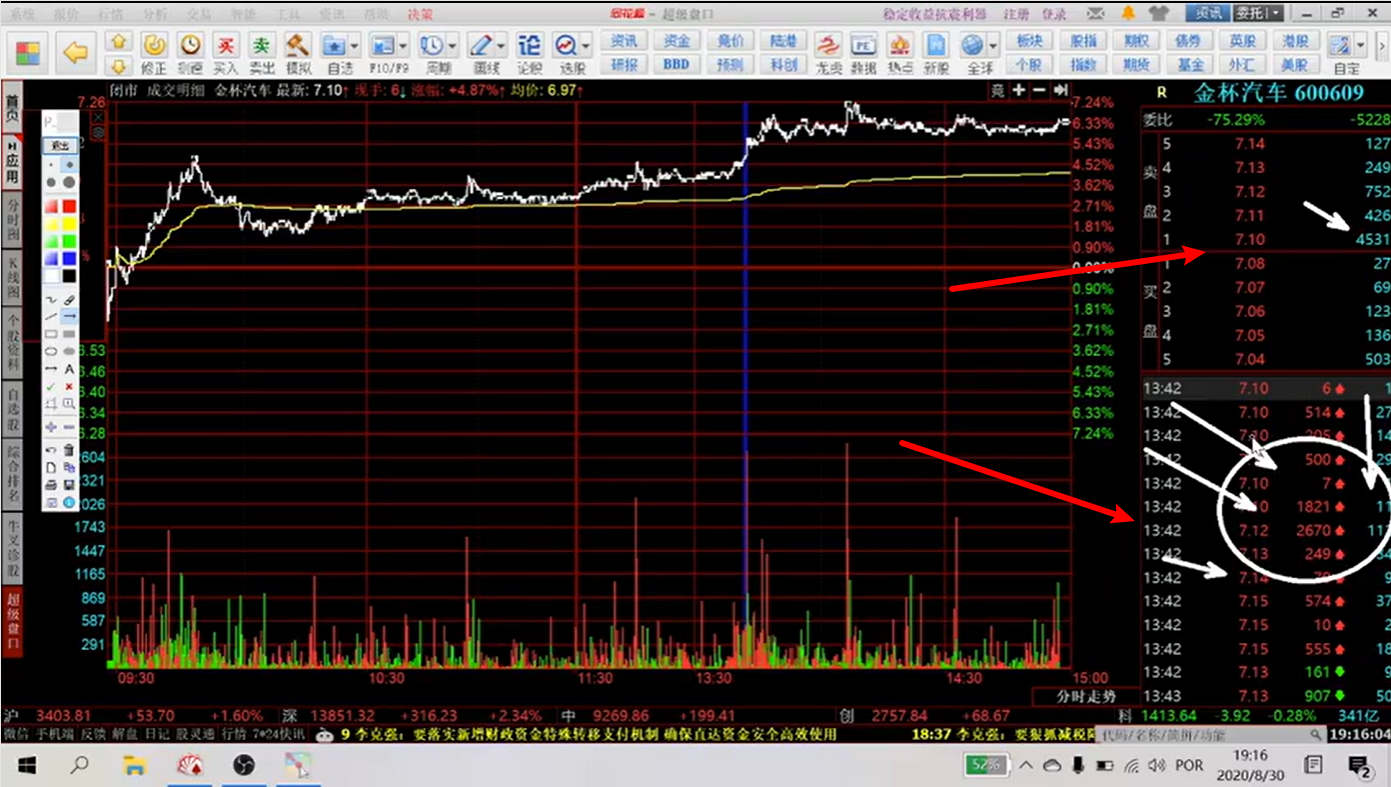 系统 报价 行情 分析 交易 智能 工具 资讯 帮助 决策
同花顺 - 超级盘口
稳定收益抗震利器 注册 登录
资讯 委托
修正 测速 买入 卖出 模拟 自选 F10/F9 周期 画线 论股 选股
资讯 资金 竞价 陆港
研报 BBD 预测 科创
龙虎 数据 热点 新股 全球
板块 股指 期权 债券 英股 港股
个股 指数 期货 基金 外汇 美股
自定
首页
应用
分时图
K线图
个股资料
自选股
综合排名
牛叉诊股
超级盘口
闭市 成交明细 金杯汽车 最新: 7.10↑ 现手: 6↓ 涨幅: +4.87%↑ 均价: 6.97↑
竞
7.26
退出
A
6.53
6.46
6.40
6.34
6.28
2604
2321
2026
1743
1447
1165
869
587
291
7.24%
6.33%
5.43%
4.52%
3.62%
2.71%
1.81%
0.90%
0.00%
0.90%
1.81%
2.71%
3.62%
4.52%
5.43%
6.33%
7.24%
09:30 10:30 11:30 13:30 14:30 15:00
分时走势
R 金杯汽车 600609
委比 -75.29% -5228
卖盘
5 7.14 127
4 7.13 249
3 7.12 752
2 7.11 426
1 7.10 4531
买盘
1 7.08 27
2 7.07 69
3 7.06 123
4 7.05 136
5 7.04 503
13:42 7.10 6 1
13:42 7.10 514 27
13:42 7.10 205 14
13:42 500 29
13:42 7.10 7
13:42 1821 11
13:42 7.12 2670 11
13:42 7.13 249 34
13:42 7.14 9
13:42 7.15 574 37
13:42 7.15 10 2
13:42 7.15 555 18
13:42 7.13 161 9
13:43 7.13 907 50
沪 3403.81 +53.70 +1.60% 深 13851.32 +316.23 +2.34% 中 9269.86 +199.41 创 2757.84 +68.67 科 1413.64 -3.92 -0.28% 341亿
微信 手机端 反馈 解盘 日记 股灵通 行情 7*24快讯
9 李克强: 要落实新增财政资金特殊转移支付机制 确保直达资金安全高效使用
18:37 李克强: 要狠抓减税降
代码/名称/简拼/功能
19:16:04
52%
POR
19:16
2020/8/30
2